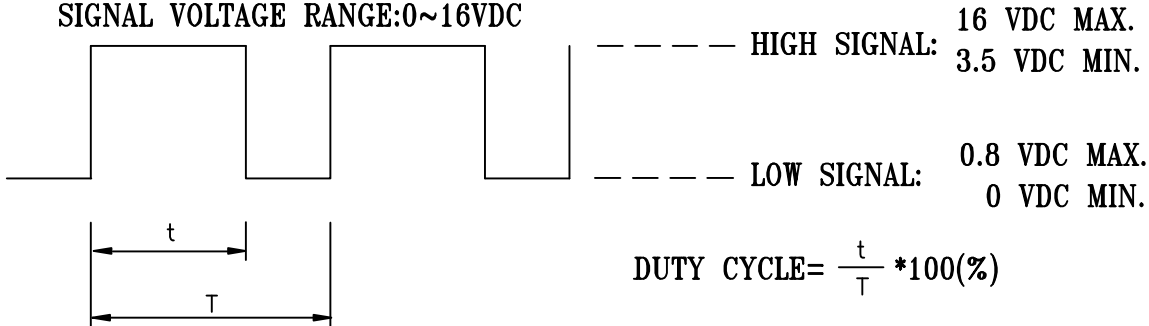 SIGNAL VOLTAGE RANGE:0~16VDC
HIGH SIGNAL: 16 VDC MAX.
3.5 VDC MIN.
LOW SIGNAL: 0.8 VDC MAX.
0 VDC MIN.
t
T
DUTY CYCLE= t/T *100(%)